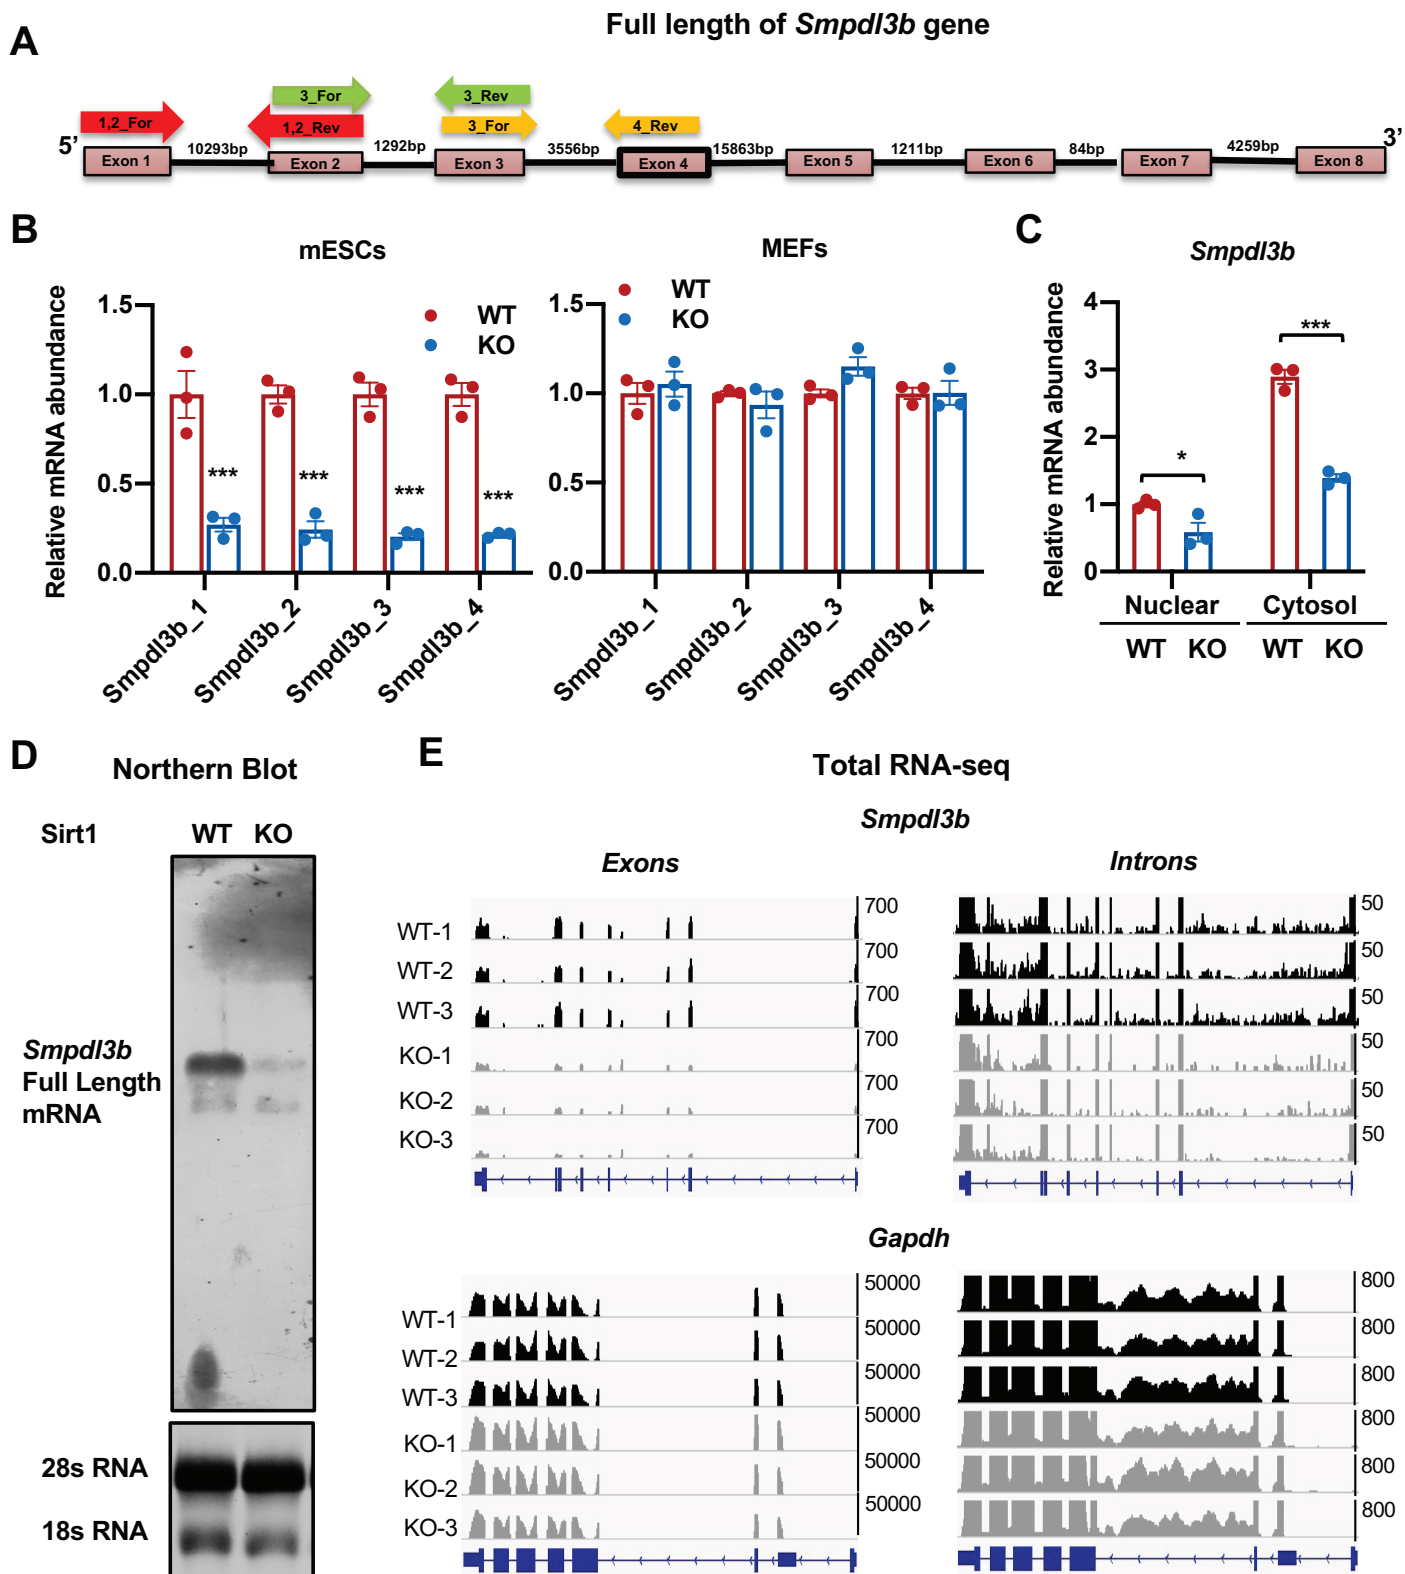 Full length of Smpdl3b gene
A
3_For
3_Rev
1,2_For
1,2_Rev
3_For
4_Rev
5’
3’
10293bp
1292bp
3556bp
15863bp
1211bp
84bp
4259bp
Exon 1
Exon 2
Exon 3
Exon 4
Exon 5
Exon 6
Exon 7
Exon 8
B
mESCs
Relative mRNA abundance
1.5
1.0
0.5
0.0
WT
KO
***
***
***
***
Smpdl3b_1
Smpdl3b_2
Smpdl3b_3
Smpdl3b_4
MEFs
1.5
1.0
0.5
0.0
WT
KO
Smpdl3b_1
Smpdl3b_2
Smpdl3b_3
Smpdl3b_4
C
Smpdl3b
Relative mRNA abundance
4
3
2
1
0
*
***
Nuclear
Cytosol
WT
KO
WT
KO
D
Northern Blot
Sirt1
WT
KO
Smpdl3b
Full Length
mRNA
28s RNA
18s RNA
E
Total RNA-seq
Smpdl3b
Exons
Introns
WT-1
700
50
WT-2
700
50
WT-3
700
50
KO-1
700
50
KO-2
700
50
KO-3
700
50
Gapdh
WT-1
50000
800
WT-2
50000
800
WT-3
50000
800
KO-1
50000
800
KO-2
50000
800
KO-3
50000
800